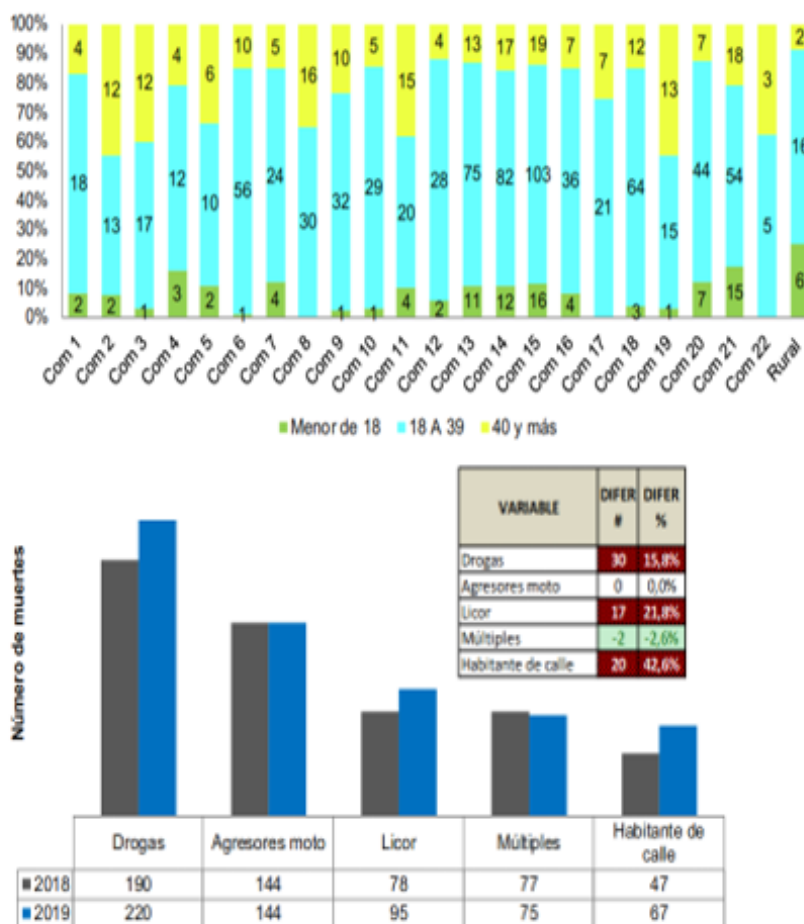 100%
90%
80%
70%
60%
50%
40%
30%
20%
10%
0%
4 12 12 4 6 10 5 16 10 5 15 4 13 17 19 7 7 12 13 7 18 3 2
18 13 17 12 10 56 24 30 32 29 20 28 75 82 103 36 21 64 15 44 54 5 16
2 2 1 3 2 1 4 1 1 4 2 11 12 16 4 3 1 7 15 6
Com 1 Com 2 Com 3 Com 4 Com 5 Com 6 Com 7 Com 8 Com 9 Com 10 Com 11 Com 12 Com 13 Com 14 Com 15 Com 16 Com 17 Com 18 Com 19 Com 20 Com 21 Com 22 Rural
Menor de 18 18 A 39 40 y más
VARIABLE DIFER # DIFER %
Drogas 30 15,8%
Agresores moto 0 0,0%
Licor 17 21,8%
Múltiples -2 -2,6%
Habitante de calle 20 42,6%
Número de muertes
Drogas Agresores moto Licor Múltiples Habitante de calle
2018 190 144 78 77 47
2019 220 144 95 75 67